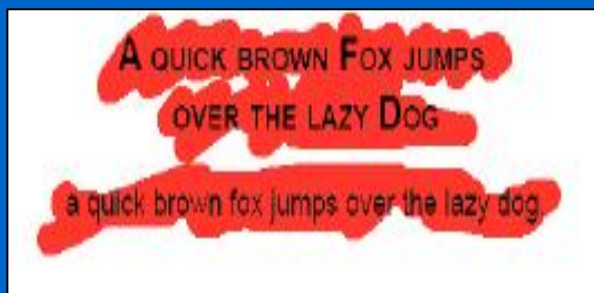 A QUICK BROWN FOX JUMPS
OVER THE LAZY DOG
a quick brown fox jumps over the lazy dog.